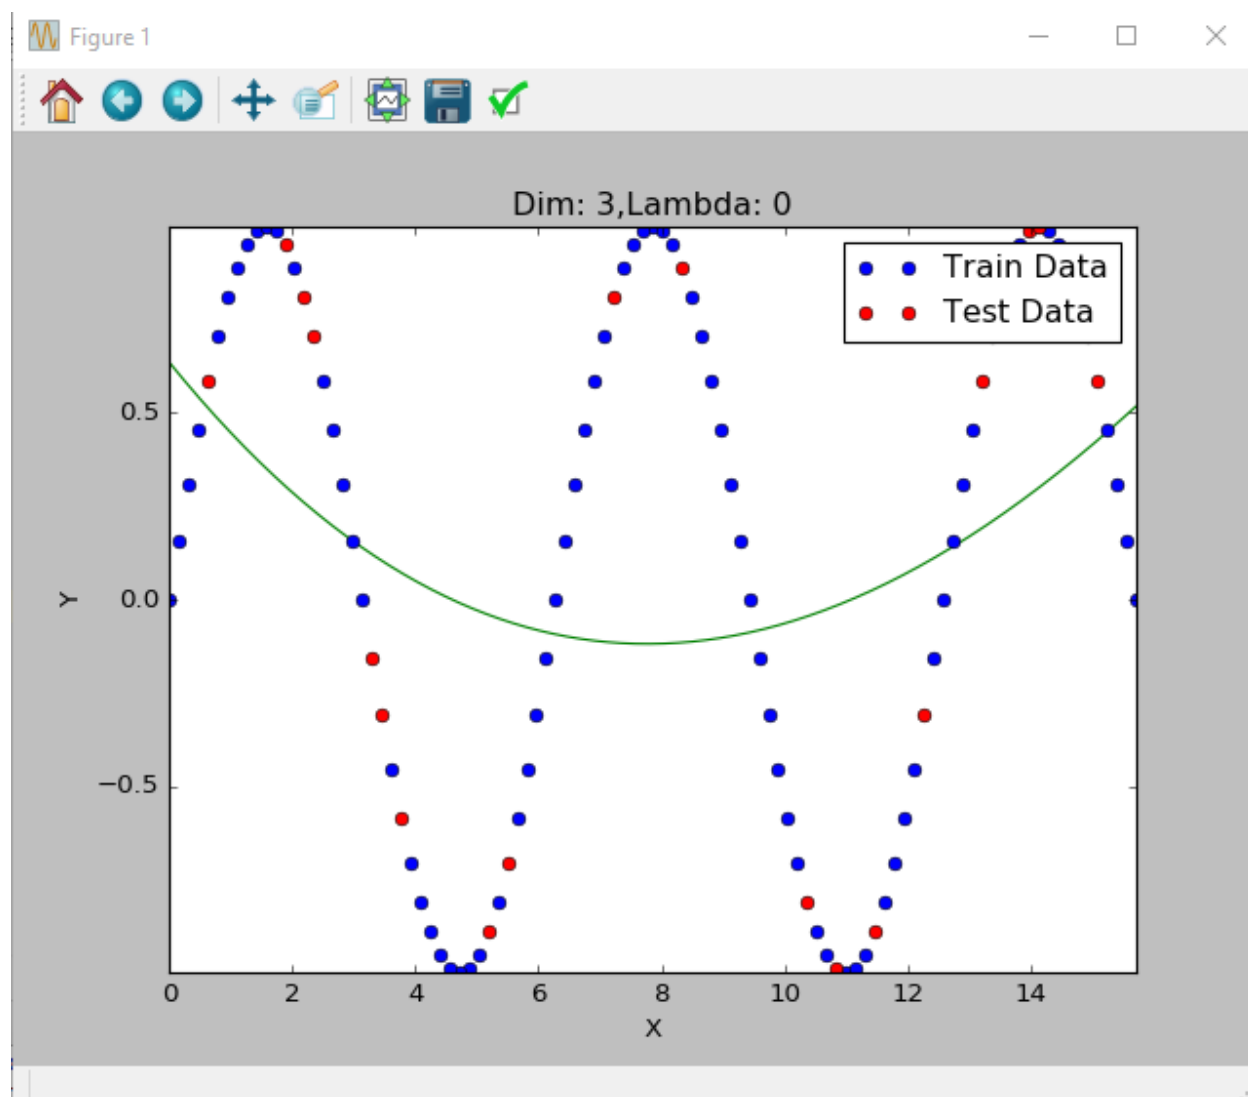 Figure 1
Dim: 3,Lambda: 0
Train Data
Test Data
0.5
0.0
−0.5
Y
0 2 4 6 8 10 12 14
X